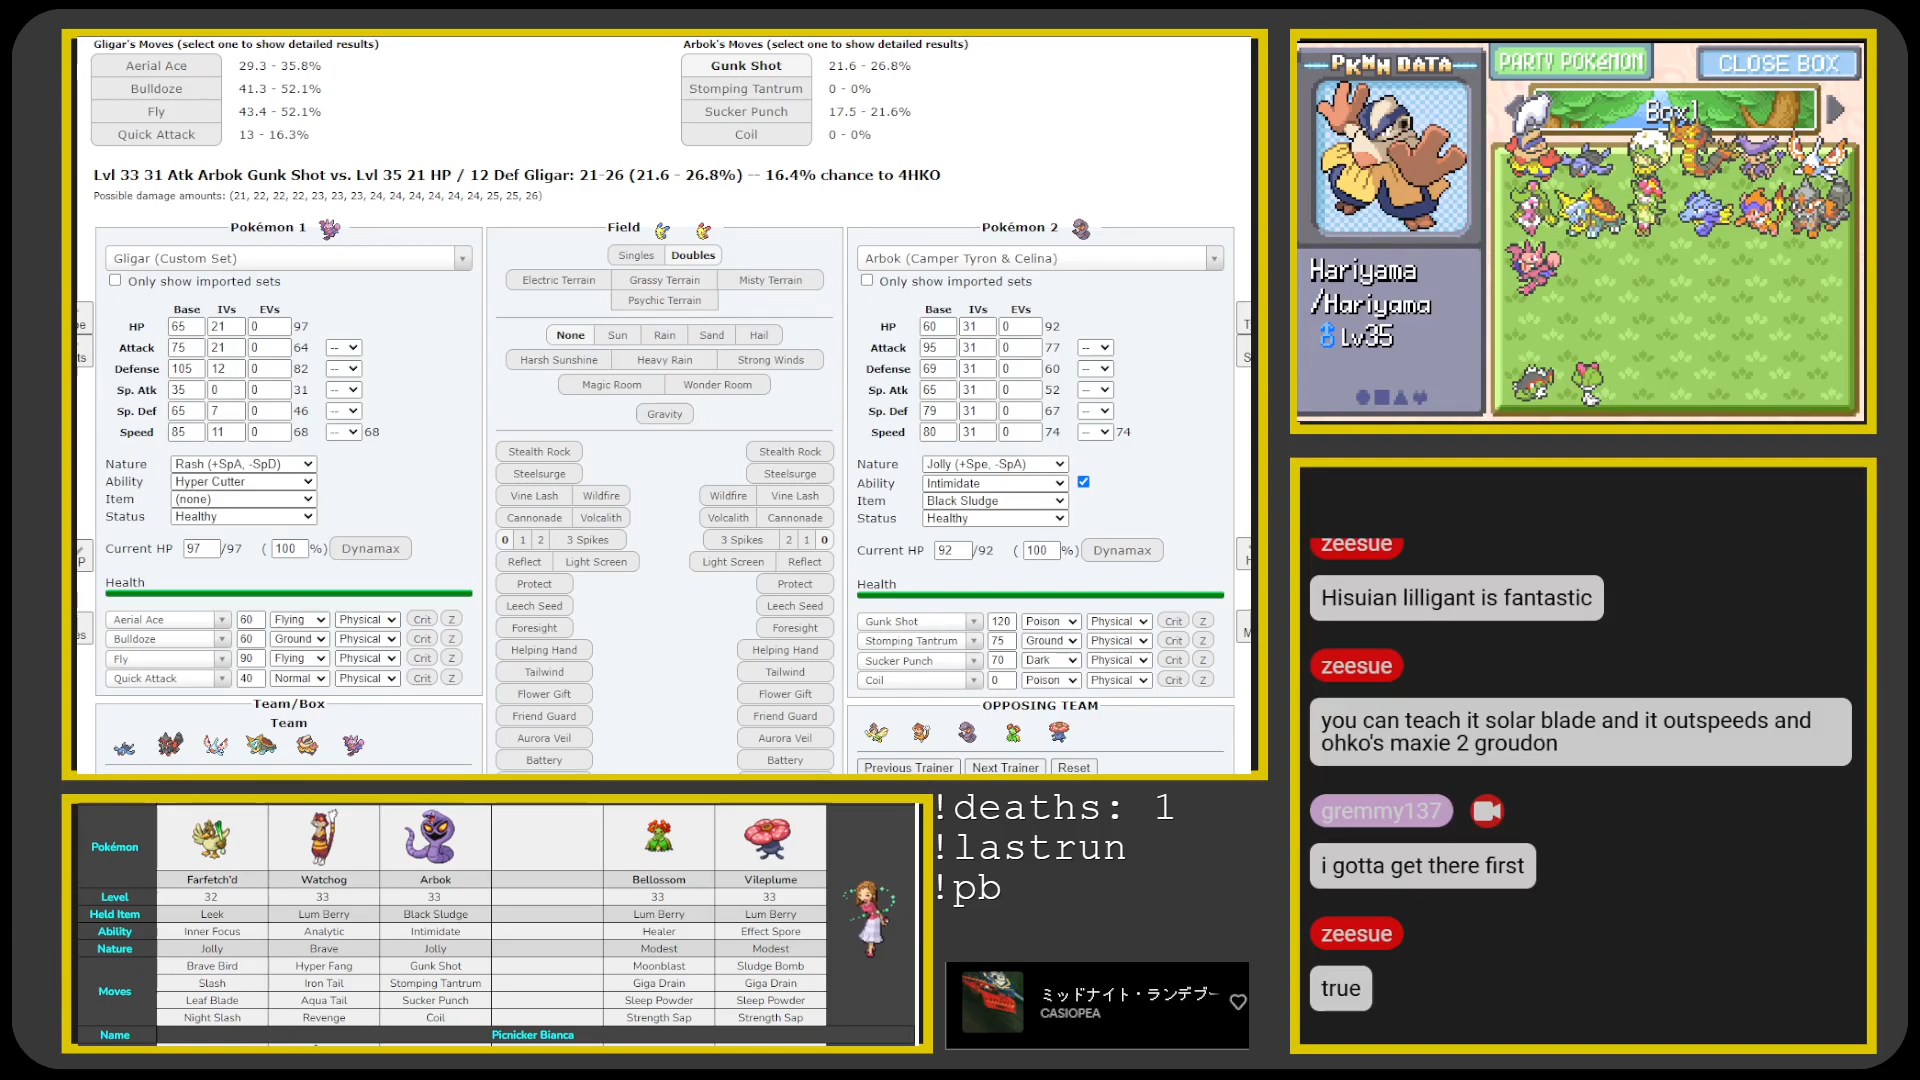 Gligar's Moves (select one to show detailed results)
Aerial Ace 29.3 - 35.8%
Bulldoze 41.3 - 52.1%
Fly 43.4 - 52.1%
Quick Attack 13 - 16.3%
Arbok's Moves (select one to show detailed results)
Gunk Shot 21.6 - 26.8%
Stomping Tantrum 0 - 0%
Sucker Punch 17.5 - 21.6%
Coil 0 - 0%
Lvl 33 31 Atk Arbok Gunk Shot vs. Lvl 35 21 HP / 12 Def Gligar: 21-26 (21.6 - 26.8%) -- 16.4% chance to 4HKO
Possible damage amounts: (21, 22, 22, 22, 23, 23, 23, 24, 24, 24, 24, 24, 24, 25, 25, 26)
Pokémon 1
Gligar (Custom Set)
Only show imported sets
Base IVs EVs
HP 65 21 0 97
Attack 75 21 0 64 --
Defense 105 12 0 82 --
Sp. Atk 35 0 0 31 --
Sp. Def 65 7 0 46 --
Speed 85 11 0 68 -- 68
Nature Rash (+SpA, -SpD)
Ability Hyper Cutter
Item (none)
Status Healthy
Current HP 97 /97 ( 100 %) Dynamax
Health
Aerial Ace 60 Flying Physical Crit Z
Bulldoze 60 Ground Physical Crit Z
Fly 90 Flying Physical Crit Z
Quick Attack 40 Normal Physical Crit Z
Team/Box
Team
Field
Singles Doubles
Electric Terrain Grassy Terrain Misty Terrain
Psychic Terrain
None Sun Rain Sand Hail
Harsh Sunshine Heavy Rain Strong Winds
Magic Room Wonder Room
Gravity
Stealth Rock Stealth Rock
Steelsurge Steelsurge
Vine Lash Wildfire Wildfire Vine Lash
Cannonade Volcalith Volcalith Cannonade
0 1 2 3 Spikes 3 Spikes 2 1 0
Reflect Light Screen Light Screen Reflect
Protect Protect
Leech Seed Leech Seed
Foresight Foresight
Helping Hand Helping Hand
Tailwind Tailwind
Flower Gift Flower Gift
Friend Guard Friend Guard
Aurora Veil Aurora Veil
Battery Battery
Pokémon 2
Arbok (Camper Tyron & Celina)
Only show imported sets
Base IVs EVs
HP 60 31 0 92
Attack 95 31 0 77 --
Defense 69 31 0 60 --
Sp. Atk 65 31 0 52 --
Sp. Def 79 31 0 67 --
Speed 80 31 0 74 -- 74
Nature Jolly (+Spe, -SpA)
Ability Intimidate
Item Black Sludge
Status Healthy
Current HP 92 /92 ( 100 %) Dynamax
Health
Gunk Shot 120 Poison Physical Crit Z
Stomping Tantrum 75 Ground Physical Crit Z
Sucker Punch 70 Dark Physical Crit Z
Coil 0 Poison Physical Crit Z
OPPOSING TEAM
Previous Trainer Next Trainer Reset
PKMN DATA
PARTY POKéMON
CLOSE BOX
Box1
Hariyama
/Hariyama
♂ Lv35
zeesue
Hisuian lilligant is fantastic
zeesue
you can teach it solar blade and it outspeeds and
ohko's maxie 2 groudon
gremmy137
i gotta get there first
zeesue
true
Pokémon Farfetch'd Watchog Arbok Bellossom Vileplume
Level 32 33 33 33 33
Held Item Leek Lum Berry Black Sludge Lum Berry Lum Berry
Ability Inner Focus Analytic Intimidate Healer Effect Spore
Nature Jolly Brave Jolly Modest Modest
Moves
Brave Bird Hyper Fang Gunk Shot Moonblast Sludge Bomb
Slash Iron Tail Stomping Tantrum Giga Drain Giga Drain
Leaf Blade Aqua Tail Sucker Punch Sleep Powder Sleep Powder
Night Slash Revenge Coil Strength Sap Strength Sap
Name Picnicker Bianca
!deaths: 1
!lastrun
!pb
ミッドナイト・ランデブー
CASIOPEA